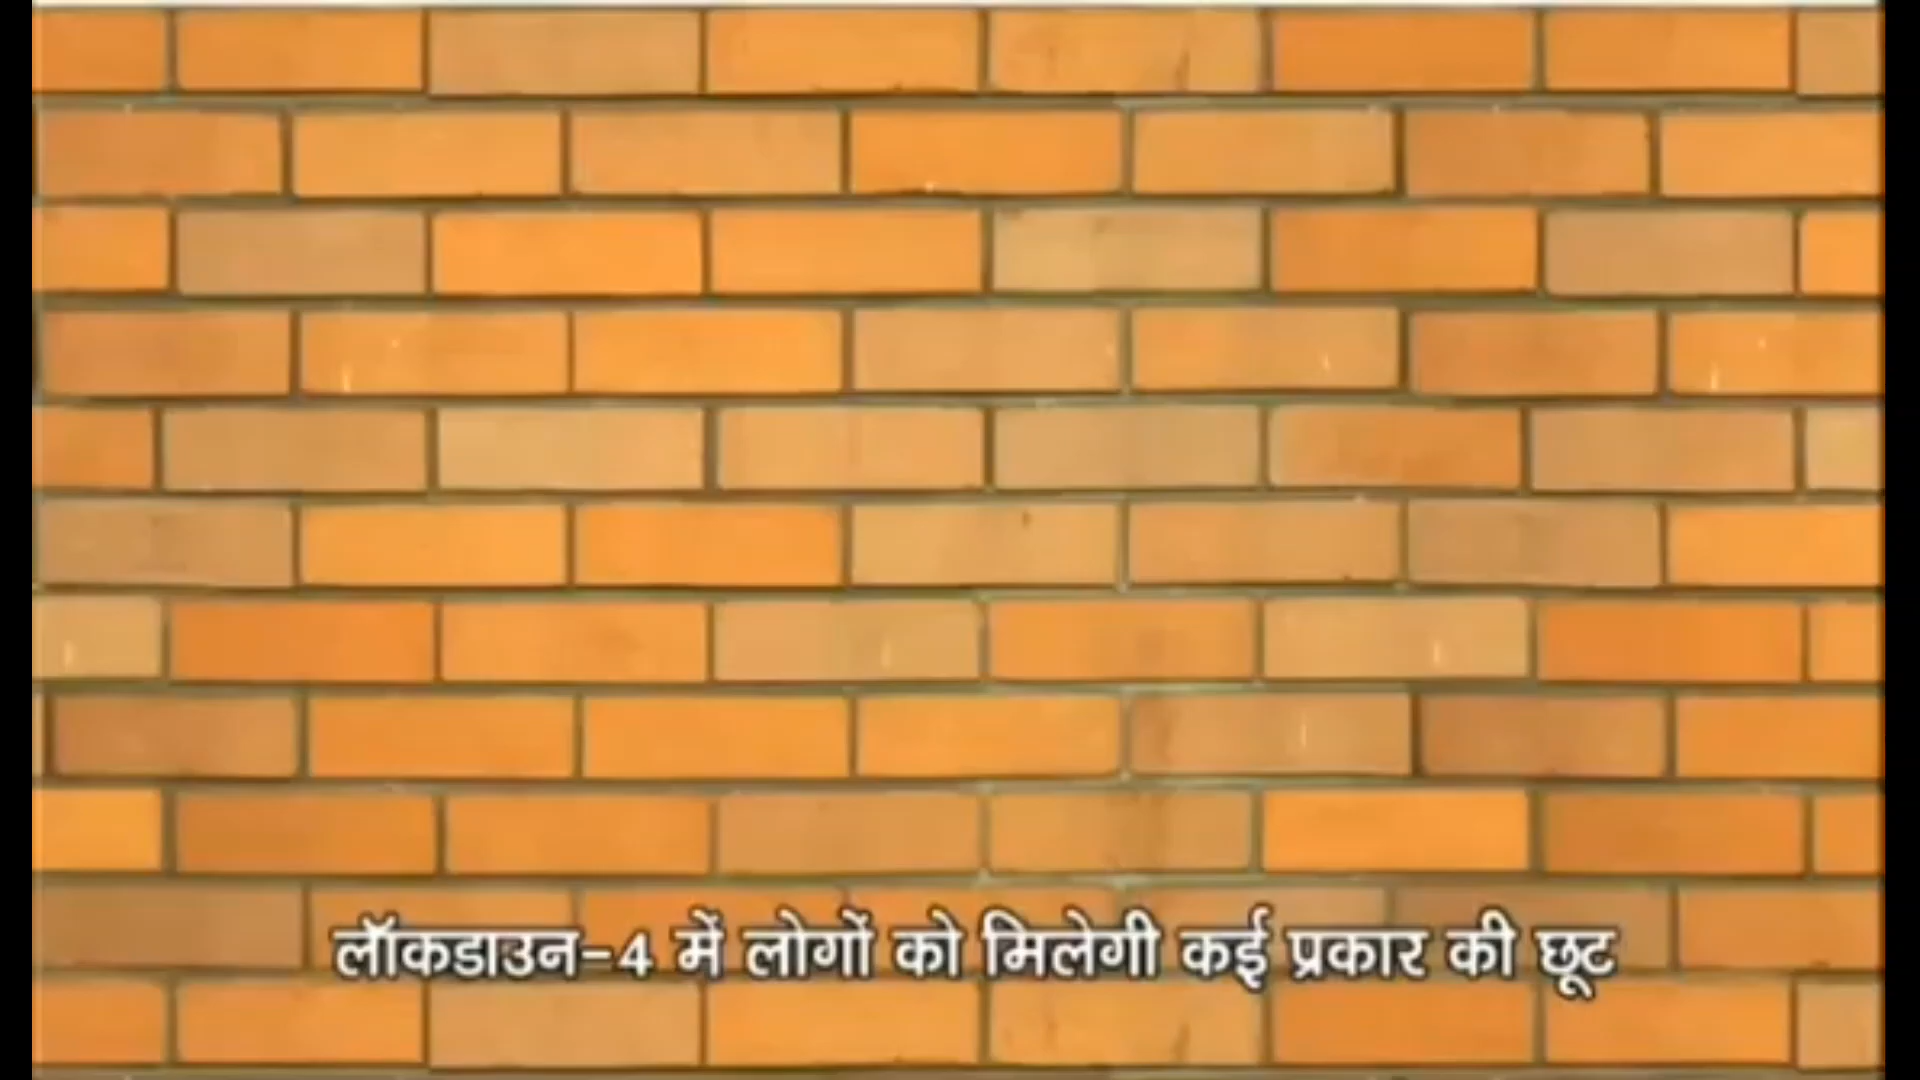 लॉकडाउन-4 में लोगों को मिलेगी कई प्रकार की छूट